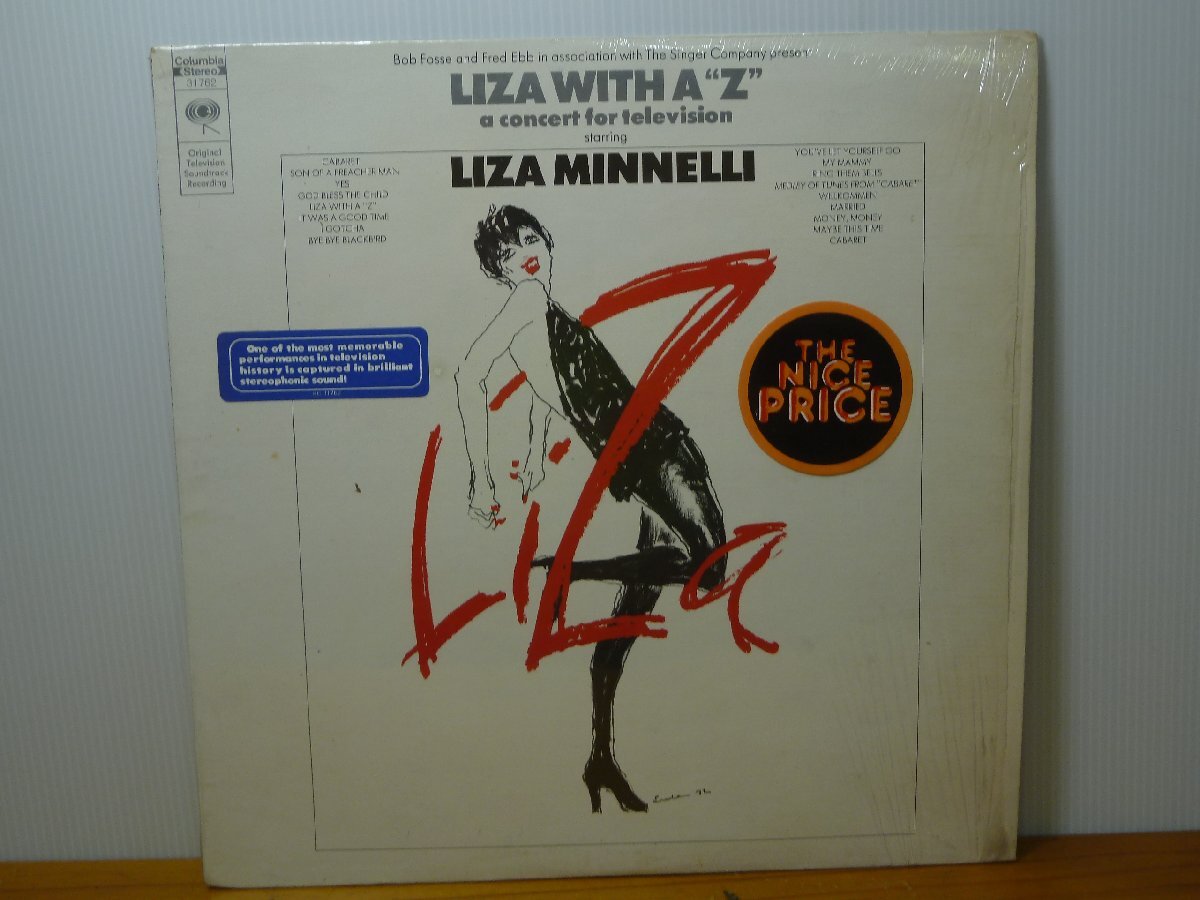 Columbia
Stereo
31762
Original
Television
Soundtrack
Recording
Bob Fosse and Fred Ebb in association with The Singer Company present
LIZA WITH A "Z"
a concert for television
starring
LIZA MINNELLI
CABARET
SON OF A PREACHER MAN
YES
GOD BLESS THE CHILD
LIZA WITH A "Z"
IT WAS A GOOD TIME
I GOTCHA
BYE BYE BLACKBIRD
YOU'VE LET YOURSELF GO
MY MAMMY
RING THEM BELLS
MEDLEY OF TUNES FROM "CABARET"
WILLKOMMEN
MARRIED
MONEY, MONEY
MAYBE THIS TIME
CABARET
One of the most memorable
performances in television
history is captured in brilliant
stereophonic sound!
THE
NICE
PRICE
LiZa